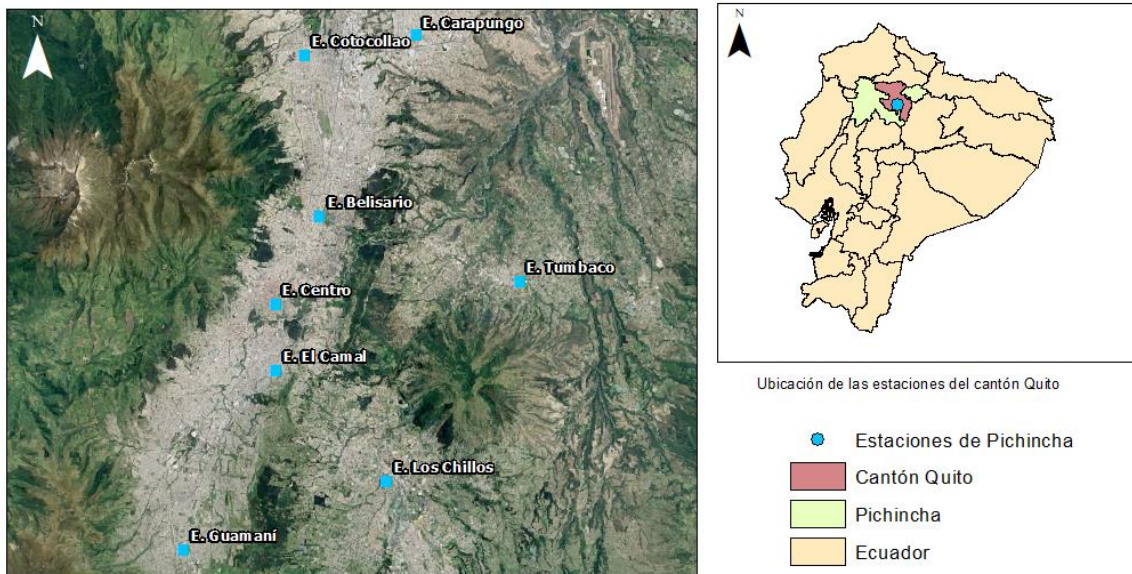 N
E. Carapungo
E. Cotocollao
E. Belisario
E. Tumbaco
E. Centro
E. El Camal
E. Los Chillos
E. Guamaní
N
Ubicación de las estaciones del cantón Quito
Estaciones de Pichincha
Cantón Quito
Pichincha
Ecuador